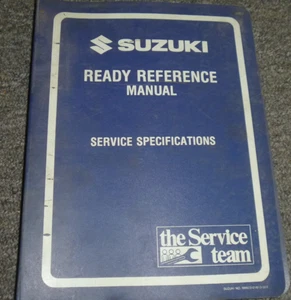 SUZUKI
READY REFERENCE
MANUAL
SERVICE SPECIFICATIONS
the Service
team